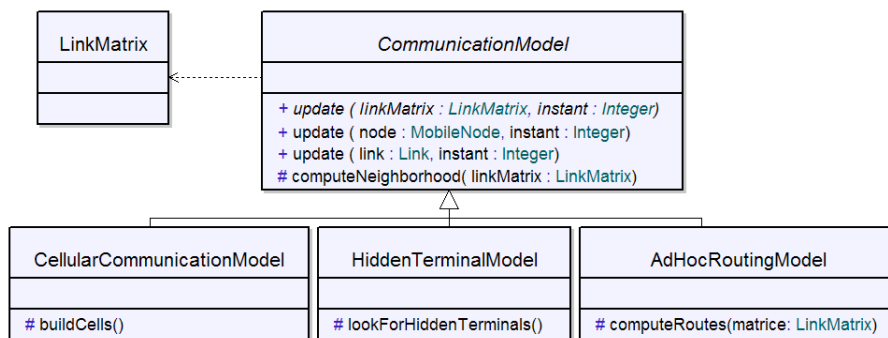 LinkMatrix
CommunicationModel
+ update ( linkMatrix : LinkMatrix, instant : Integer)
+ update ( node : MobileNode, instant : Integer)
+ update ( link : Link, instant : Integer)
# computeNeighborhood( linkMatrix : LinkMatrix)
CellularCommunicationModel
HiddenTerminalModel
AdHocRoutingModel
# buildCells()
# lookForHiddenTerminals()
# computeRoutes(matrice: LinkMatrix)